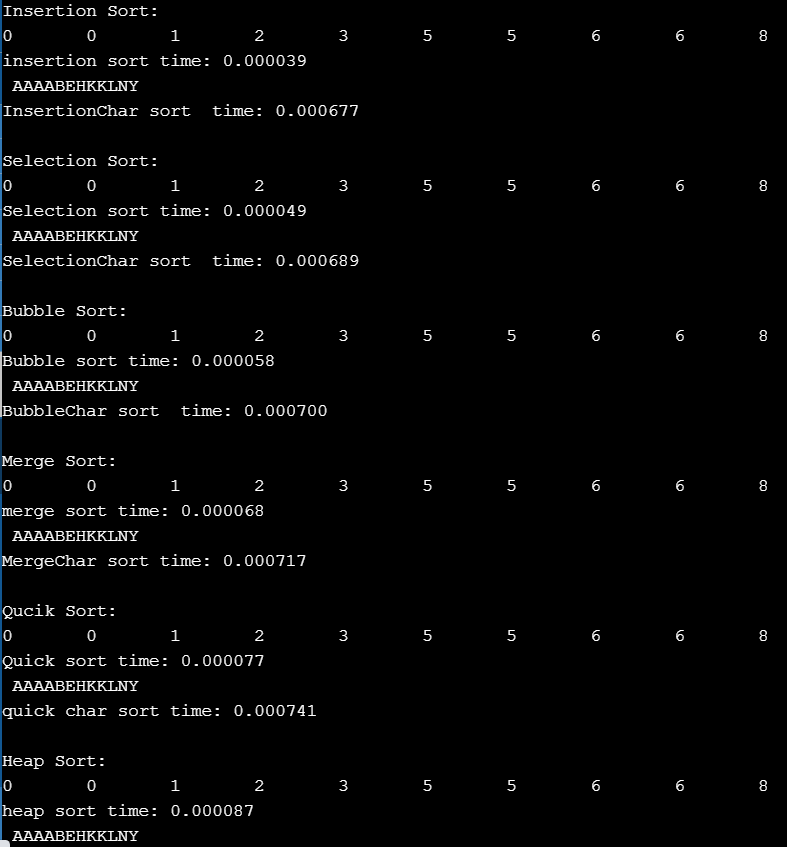 Insertion Sort:
0 0 1 2 3 5 5 6 6 8
insertion sort time: 0.000039
AAAABEHKKLNY
InsertionChar sort  time: 0.000677
Selection Sort:
0 0 1 2 3 5 5 6 6 8
Selection sort time: 0.000049
AAAABEHKKLNY
SelectionChar sort  time: 0.000689
Bubble Sort:
0 0 1 2 3 5 5 6 6 8
Bubble sort time: 0.000058
AAAABEHKKLNY
BubbleChar sort  time: 0.000700
Merge Sort:
0 0 1 2 3 5 5 6 6 8
merge sort time: 0.000068
AAAABEHKKLNY
MergeChar sort time: 0.000717
Qucik Sort:
0 0 1 2 3 5 5 6 6 8
Quick sort time: 0.000077
AAAABEHKKLNY
quick char sort time: 0.000741
Heap Sort:
0 0 1 2 3 5 5 6 6 8
heap sort time: 0.000087
AAAABEHKKLNY